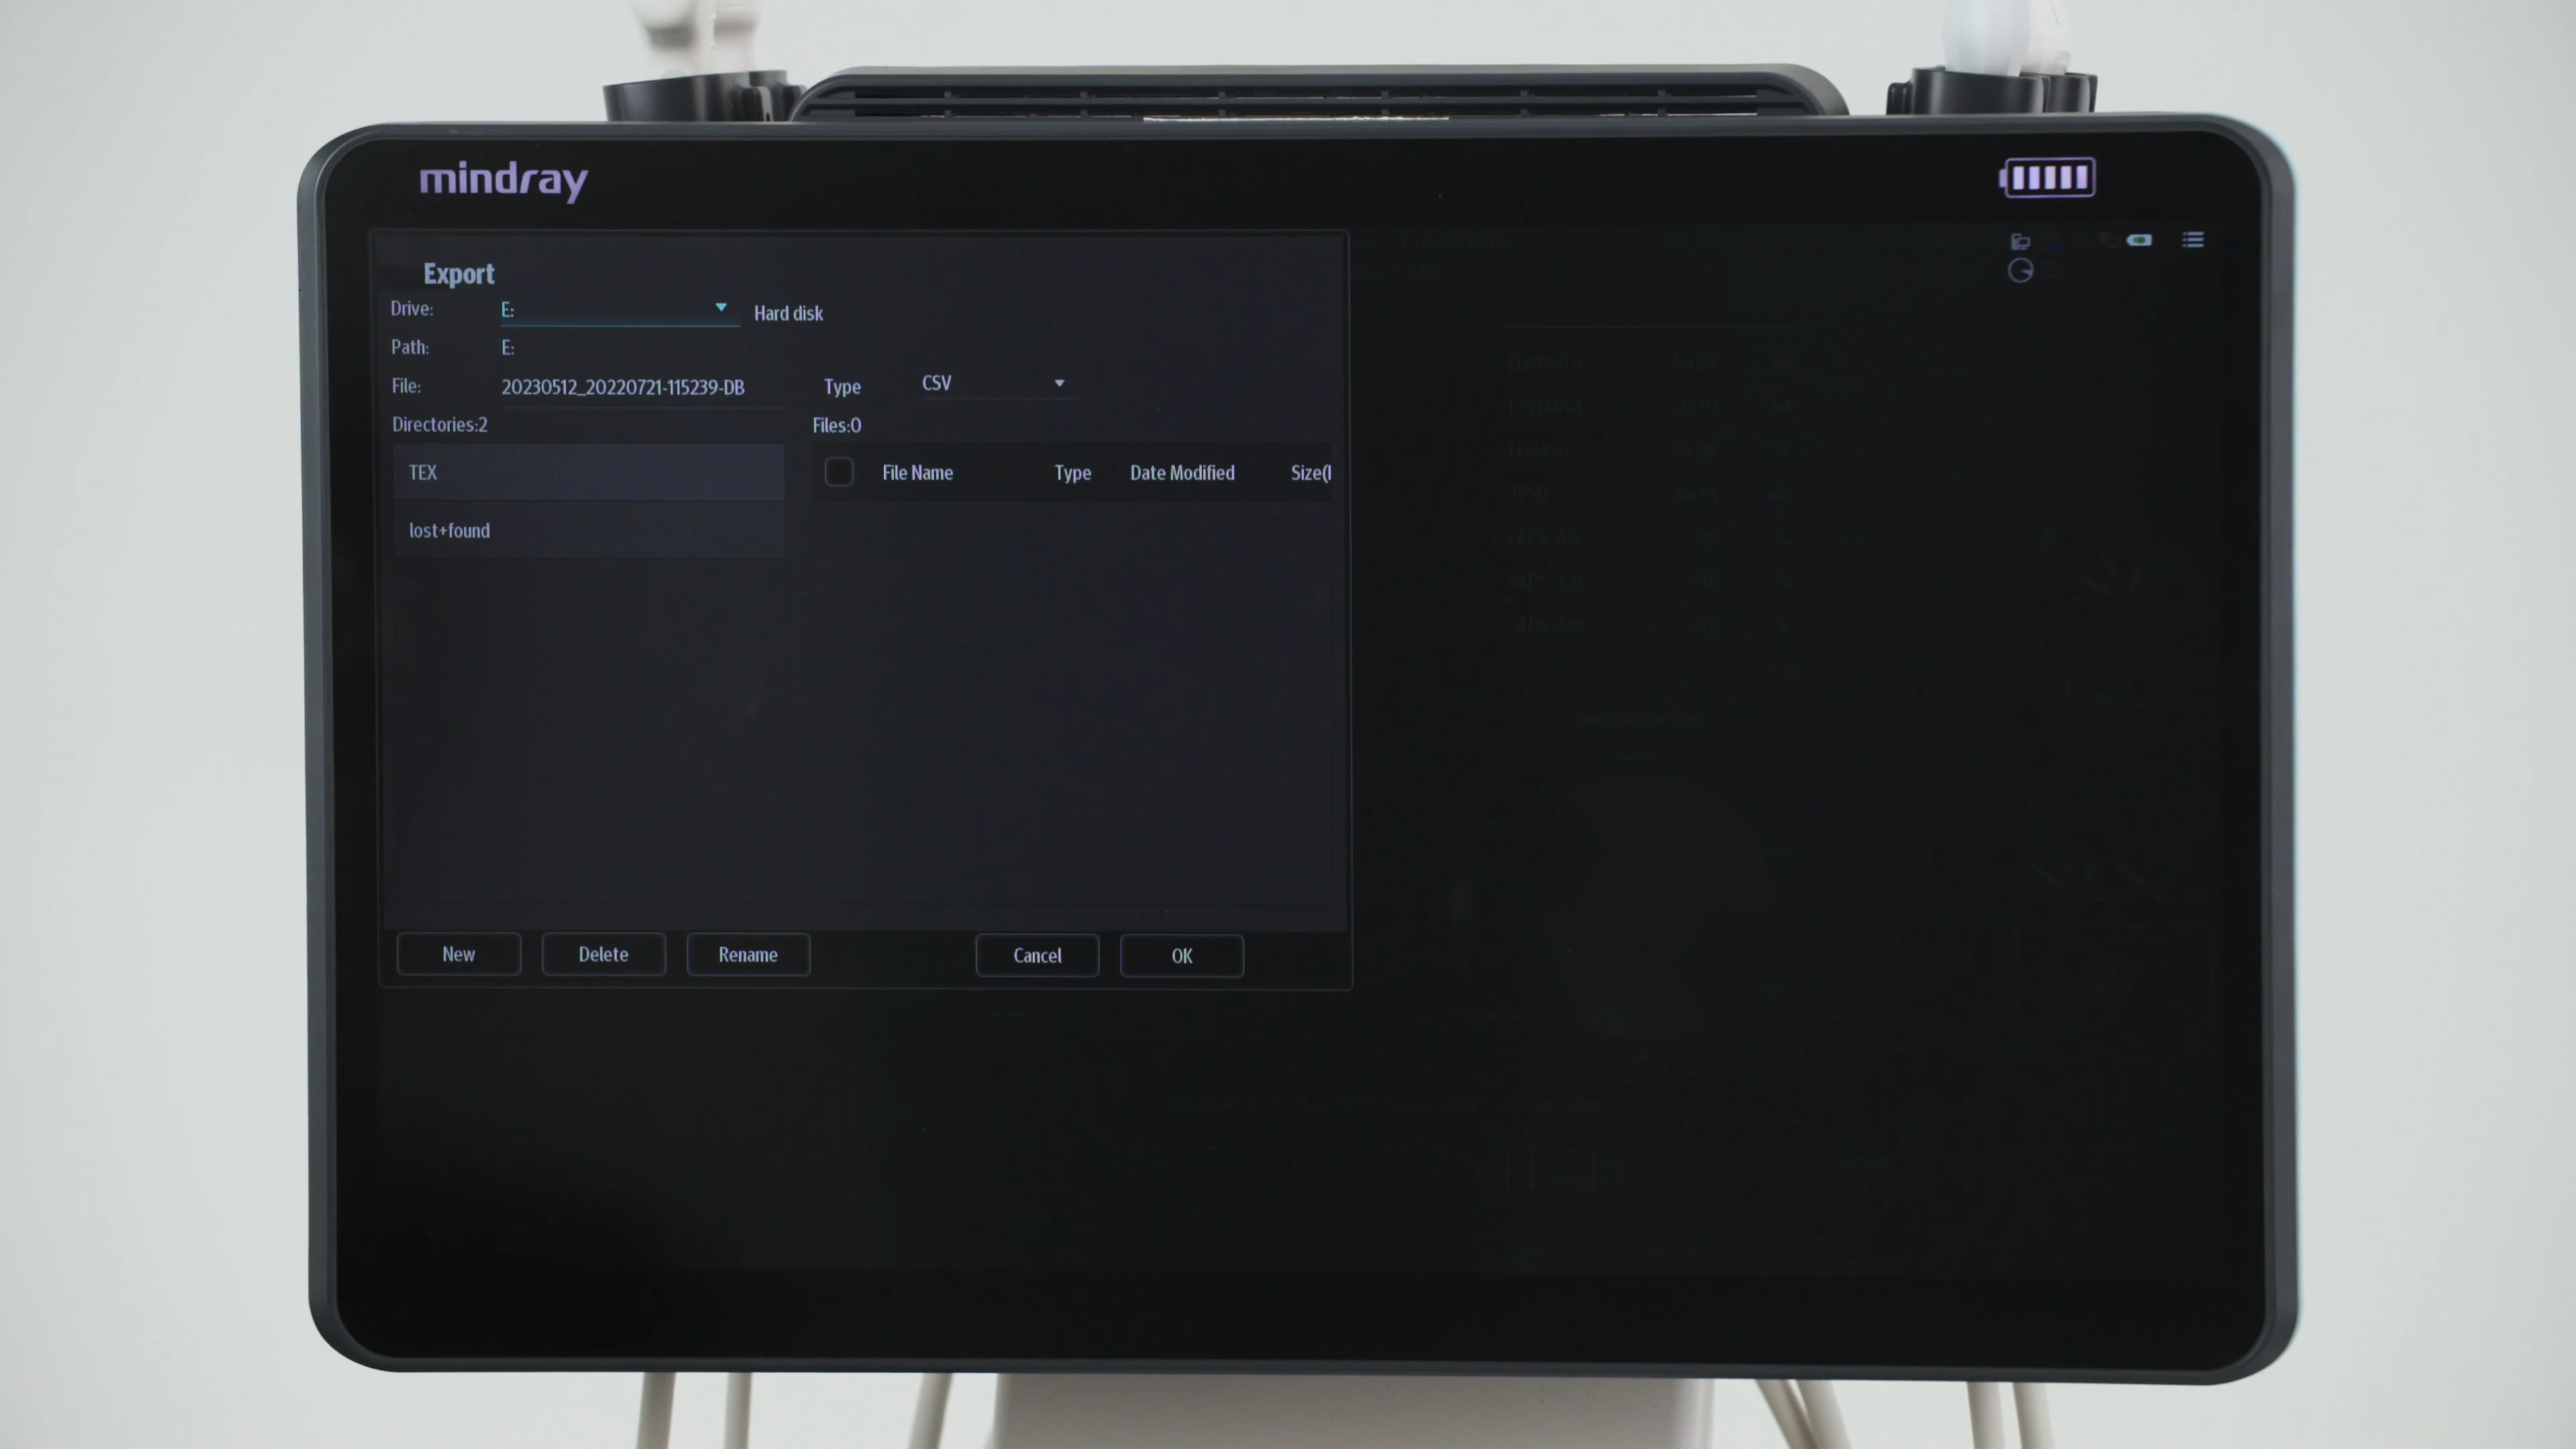 mindray
Export
Drive: E: Hard disk
Path: E:
File: 20230512_20220721-115239-DB Type CSV
Directories:2 Files:0
File Name Type Date Modified Size(
TEX
lost+found
New Delete Rename Cancel OK